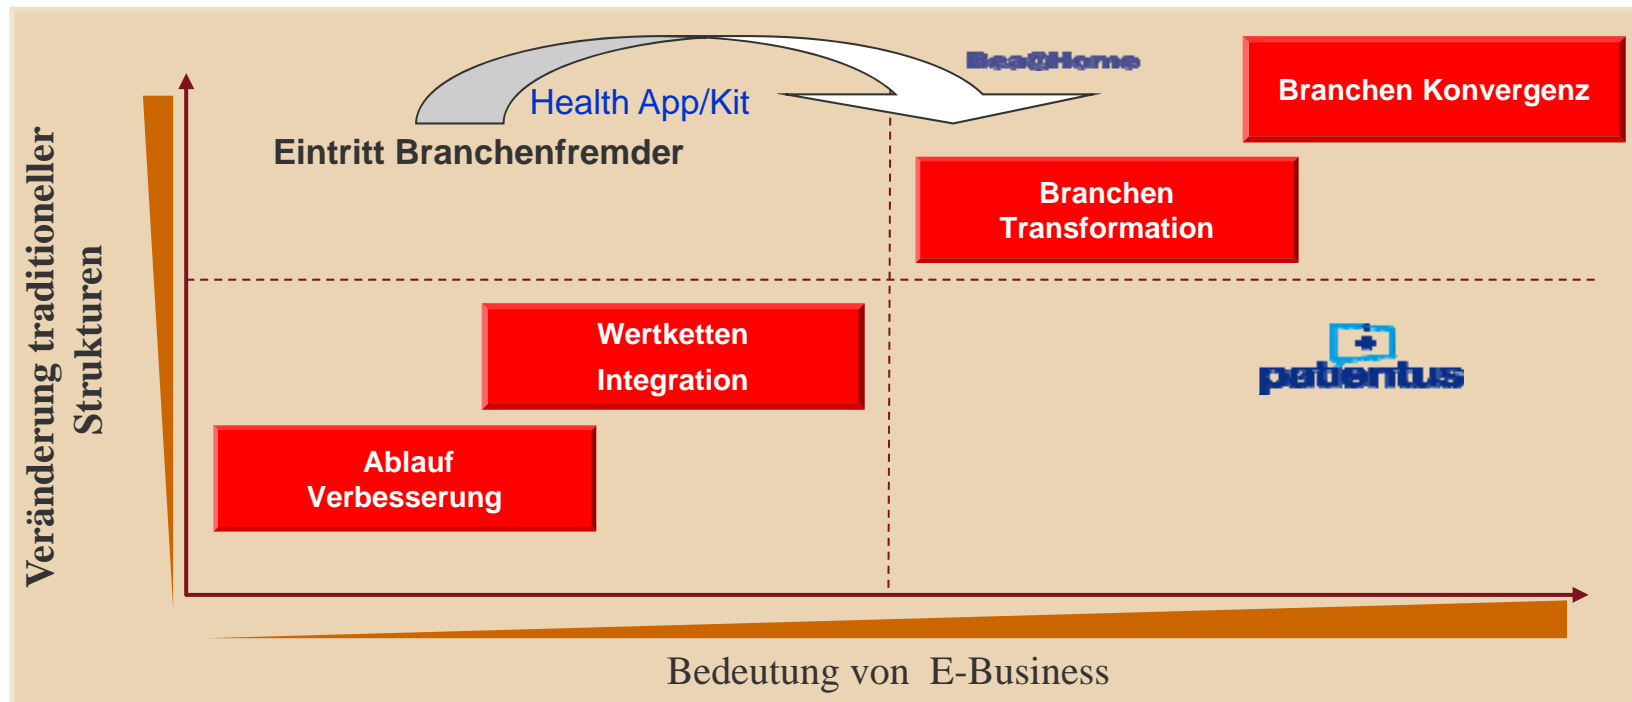 Bea@Home
Branchen Konvergenz
Health App/Kit
Eintritt Branchenfremder
Branchen
Transformation
Veränderung traditioneller
Strukturen
Wertketten
Integration
patientus
Ablauf
Verbesserung
Bedeutung von E-Business